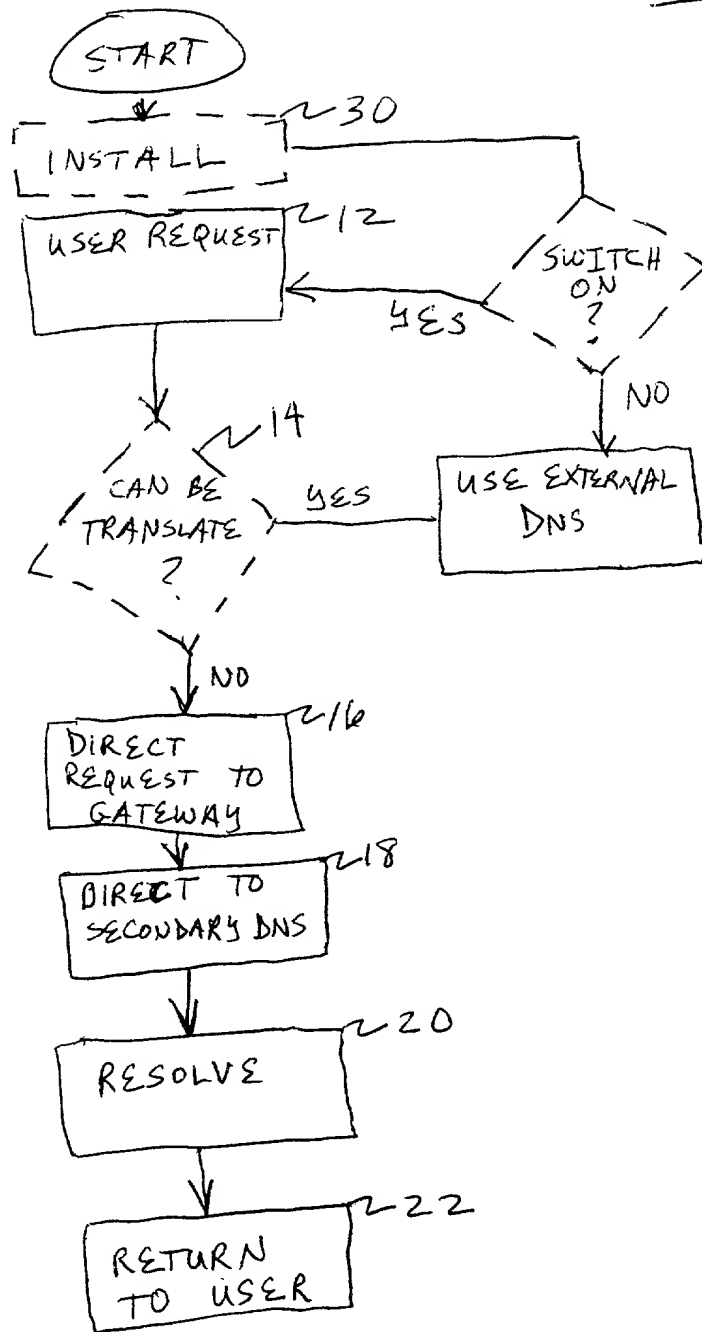 START
30
INSTALL
12
USER REQUEST
SWITCH
ON
?
YES
NO
14
CAN BE
TRANSLATE
?
YES
USE EXTERNAL
DNS
NO
16
DIRECT
REQUEST TO
GATEWAY
18
DIRECT TO
SECONDARY DNS
20
RESOLVE
22
RETURN
TO USER